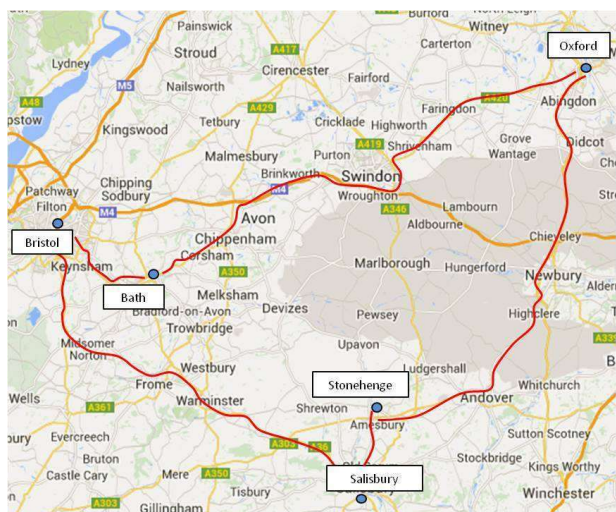 Burford
North Leigh
Witney
Painswick
Oxford
Lydney
Stroud
A417
Carterton
Cirencester
M5
Fairford
A48
Nailsworth
A420
Abingdon
Faringdon
Tetbury
A429
Cricklade
Highworth
Kingswood
A419
Shrivenham
Grove
Didcot
Malmesbury
Purton
Wantage
Swindon
Patchway
Chipping
Sodbury
Brinkworth
M4
Filton
Wroughton
Lambourn
M4
Avon
A346
Aldbourne
Bristol
Chippenham
Chieveley
Corsham
Keynsham
A350
Marlborough
Hungerford
Newbury
Bath
Melksham
Bradford-on-Avon
Devizes
Pewsey
Highclere
Trowbridge
Midsomer
Norton
Upavon
A339
Westbury
Ludgershall
Wells
Frome
Stonehenge
Whitchurch
Warminster
Shrewton
Andover
A361
Amesbury
Evercreech
A303
A36
Sutton Scotney
Bruton
Stockbridge
Castle Cary
Mere
A350
Salisbury
Kings Worthy
Tisbury
A303
Gillingham
Winchester